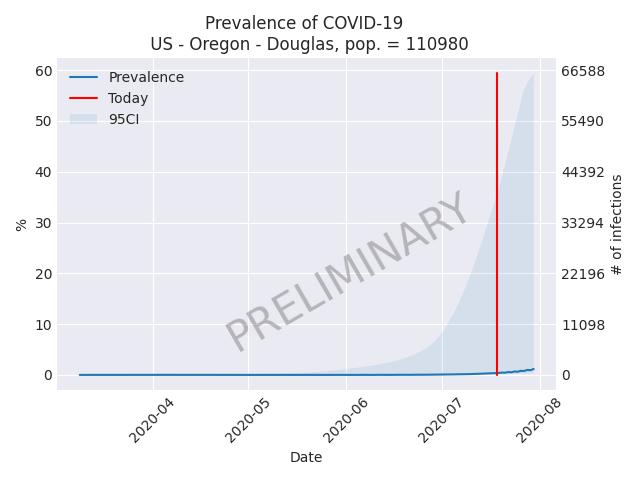 Prevalence of COVID-19
US - Oregon - Douglas, pop. = 110980
Prevalence
Today
95CI
60
50
40
30
20
10
0
%
66588
55490
44392
33294
22196
11098
0
# of infections
PRELIMINARY
2020-04
2020-05
2020-06
2020-07
2020-08
Date